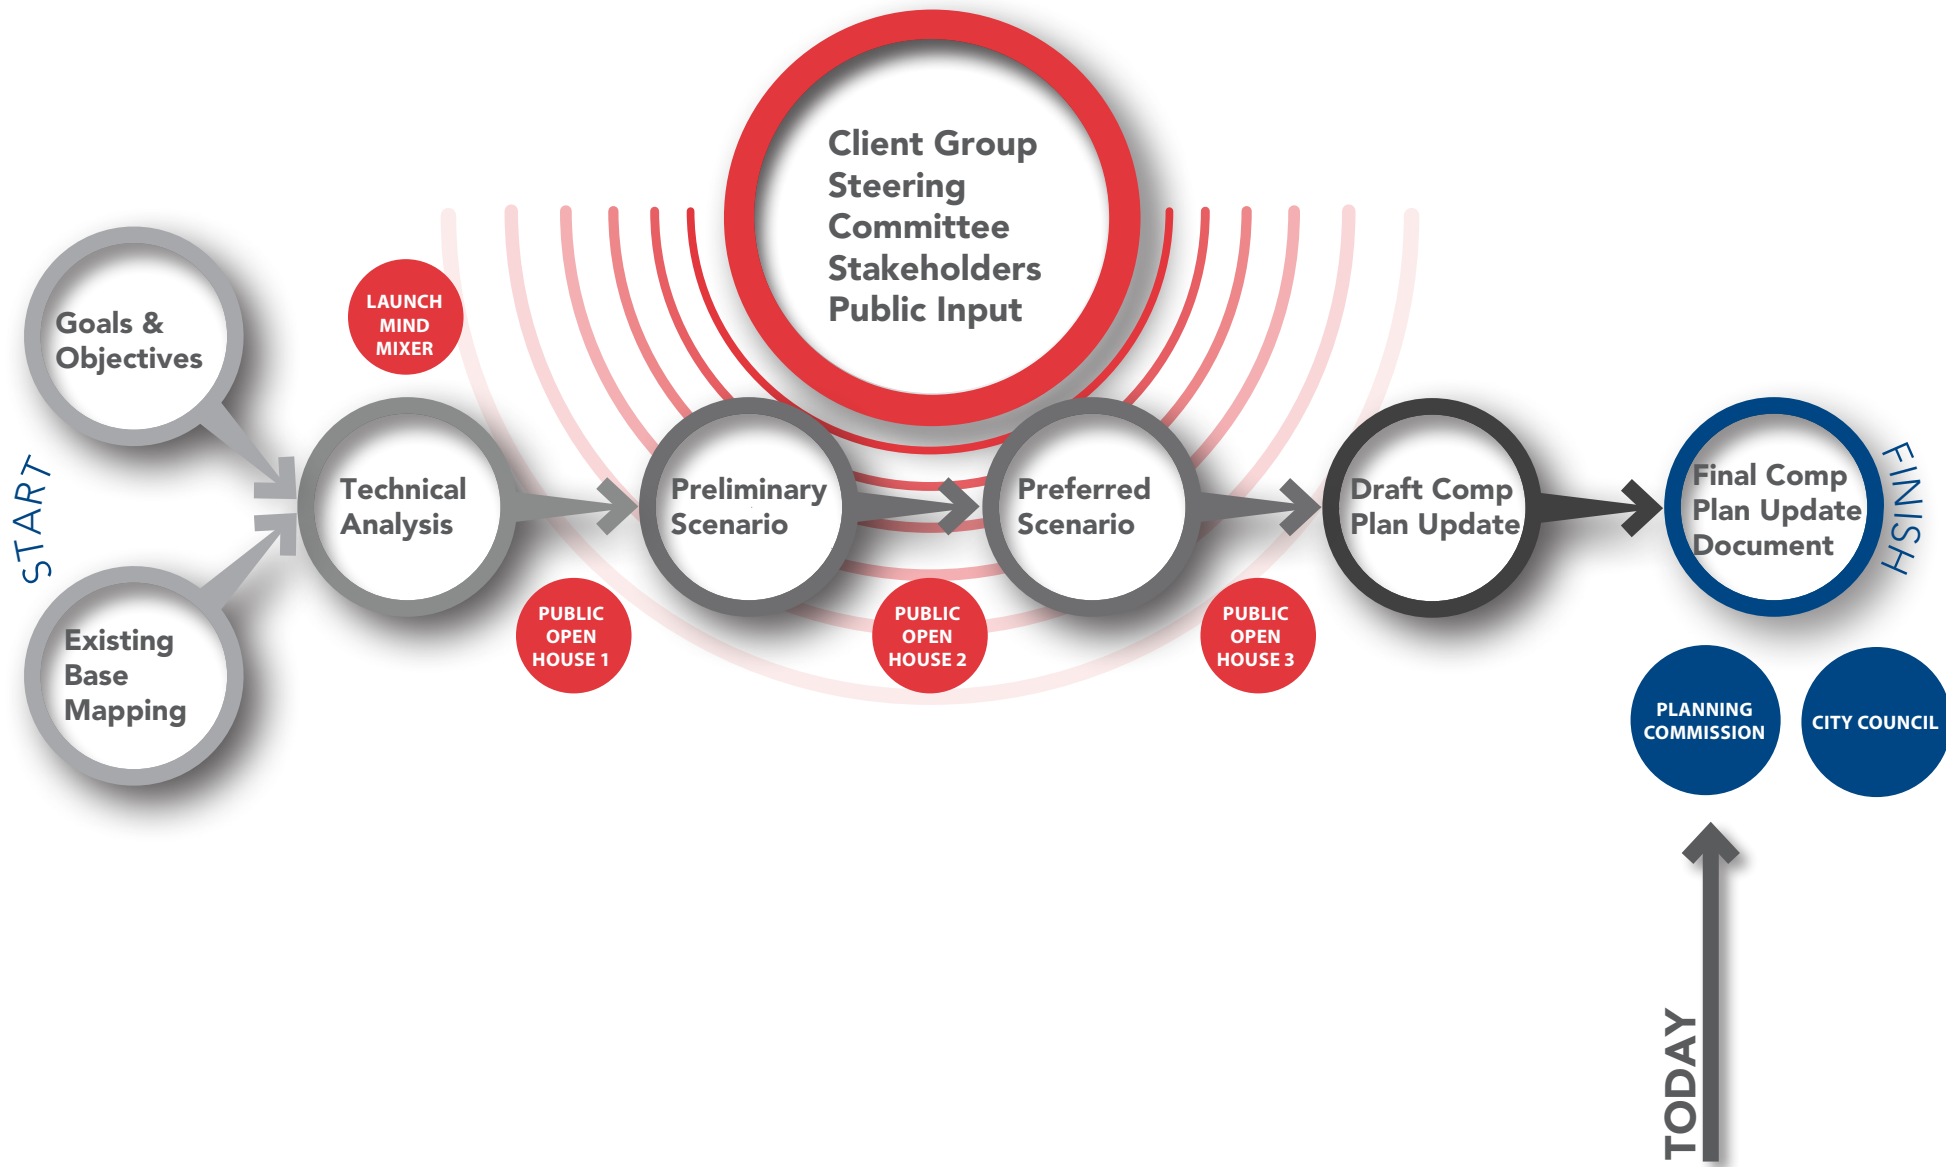 Client Group
Steering
Committee
Stakeholders
Public Input
START
Goals &
Objectives
Existing
Base
Mapping
LAUNCH
MIND
MIXER
Technical
Analysis
PUBLIC
OPEN
HOUSE 1
Preliminary
Scenario
PUBLIC
OPEN
HOUSE 2
Preferred
Scenario
PUBLIC
OPEN
HOUSE 3
Draft Comp
Plan Update
Final Comp
Plan Update
Document
FINISH
PLANNING
COMMISSION
CITY COUNCIL
TODAY